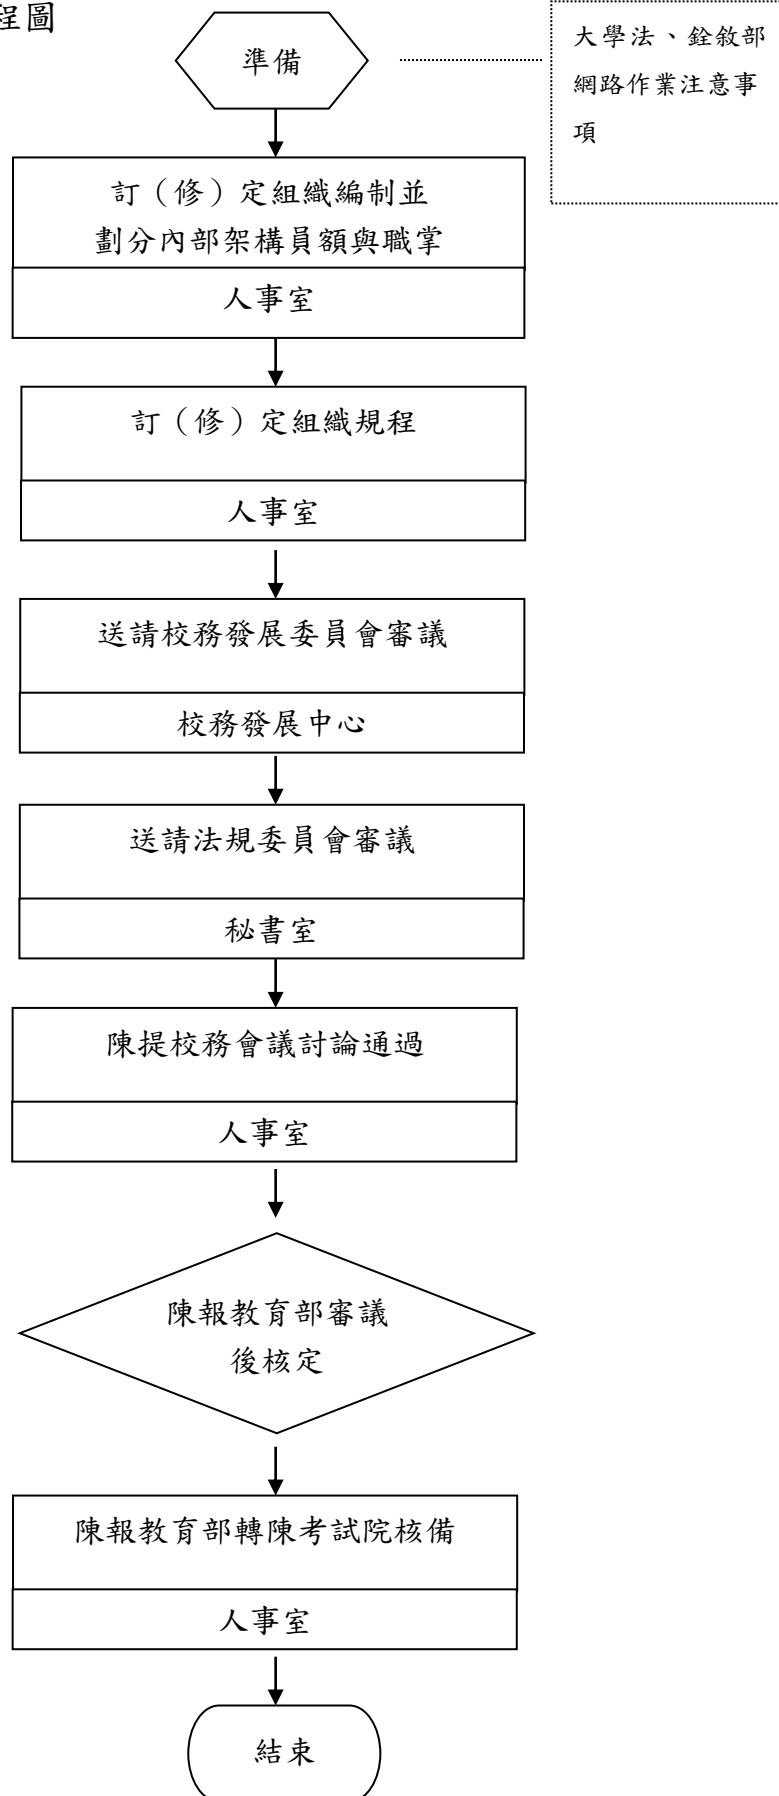 程圖
準備
大學法、銓敘部
網路作業注意事
項
訂（修）定組織編制並
劃分內部架構員額與職掌
人事室
訂（修）定組織規程
人事室
送請校務發展委員會審議
校務發展中心
送請法規委員會審議
秘書室
陳提校務會議討論通過
人事室
陳報教育部審議
後核定
陳報教育部轉陳考試院核備
人事室
結束